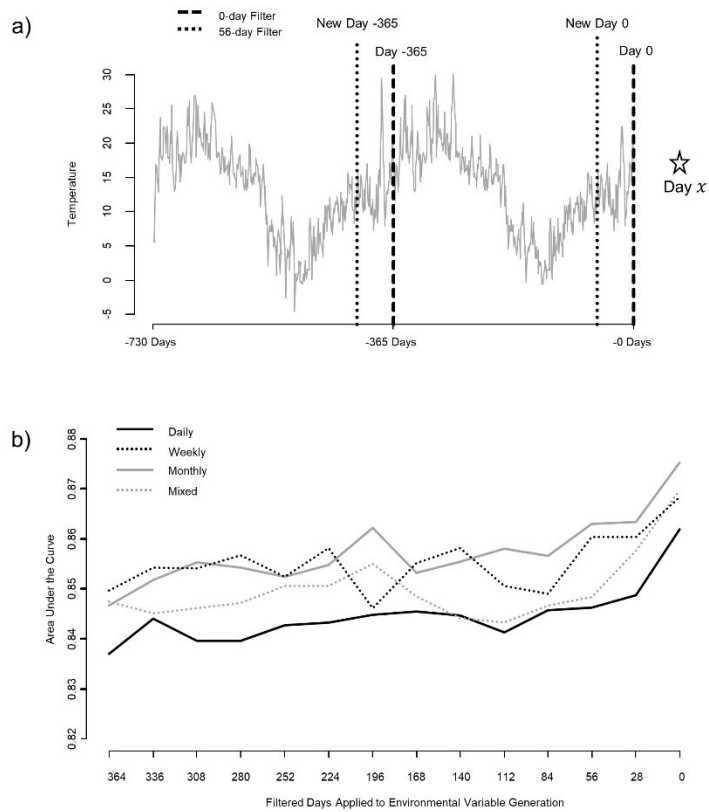 a)
0-day Filter
56-day Filter
New Day -365
New Day 0
Day -365
Day 0
30
25
20
15
10
5
0
-5
Temperature
Day x
-730 Days
-365 Days
-0 Days
b)
Daily
Weekly
Monthly
Mixed
0.88
0.87
0.86
0.85
0.84
0.83
0.82
Area Under the Curve
364 336 308 280 252 224 196 168 140 112 84 56 28 0
Filtered Days Applied to Environmental Variable Generation